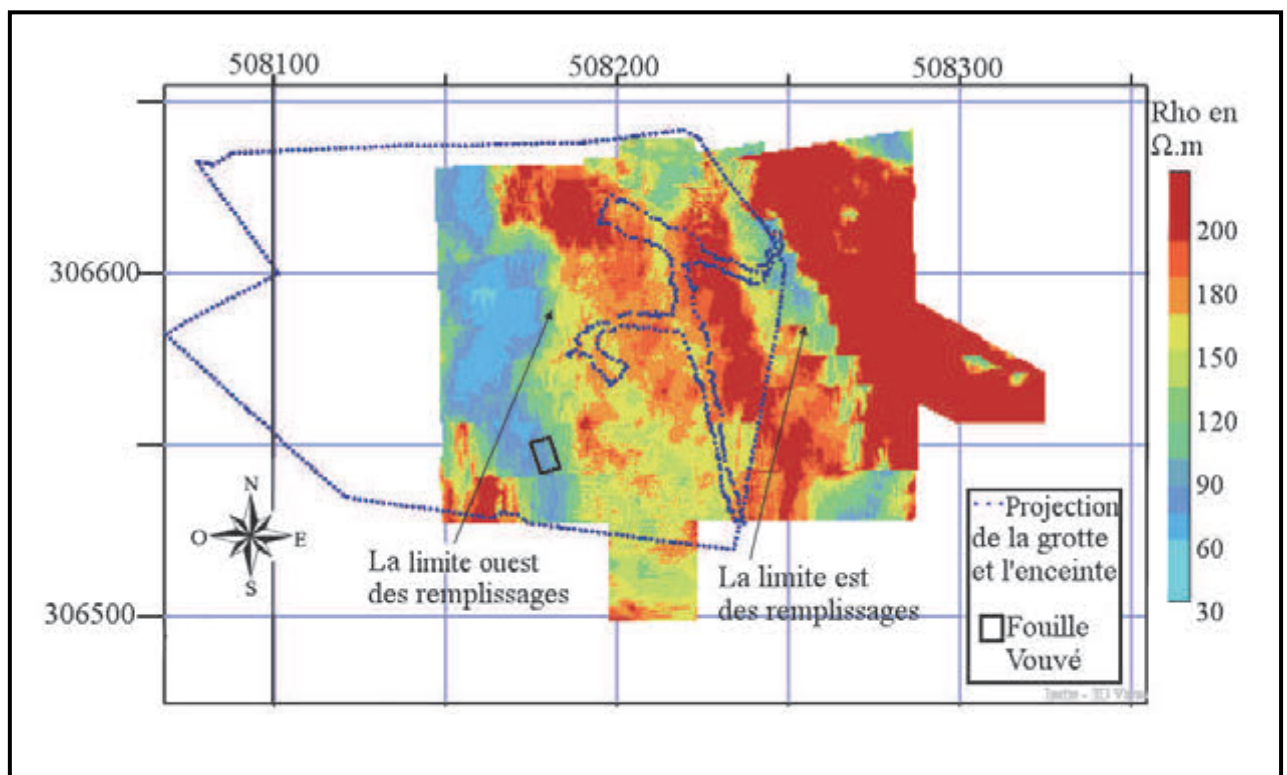 508100
508200
508300
Rho en
Ω.m
200
180
150
120
90
60
30
306600
306500
N
O
E
S
La limite ouest
des remplissages
La limite est
des remplissages
Projection
de la grotte
et l'enceinte
Fouille
Vouvé